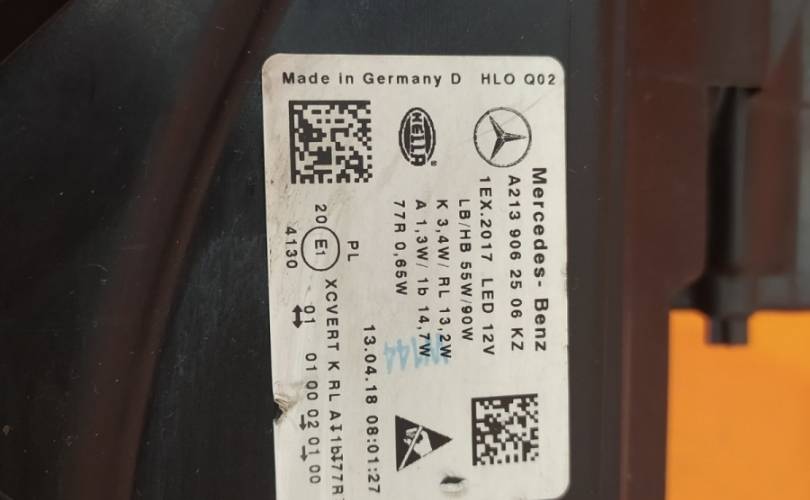 Made in Germany D HLO Q02
HELLA
Mercedes- Benz
A213 906 25 06 KZ
1EX.2017 LED 12V
LB/HB 55W/90W
K 3,4W/ RL 13,2W
A 1,3W/ 1b 14,7W
77R 0,65W
13.04.18 08:01:27
PL
XCVERT K RL A↕1b↕77R
20 E1
4130
01 01 00 02 01 00